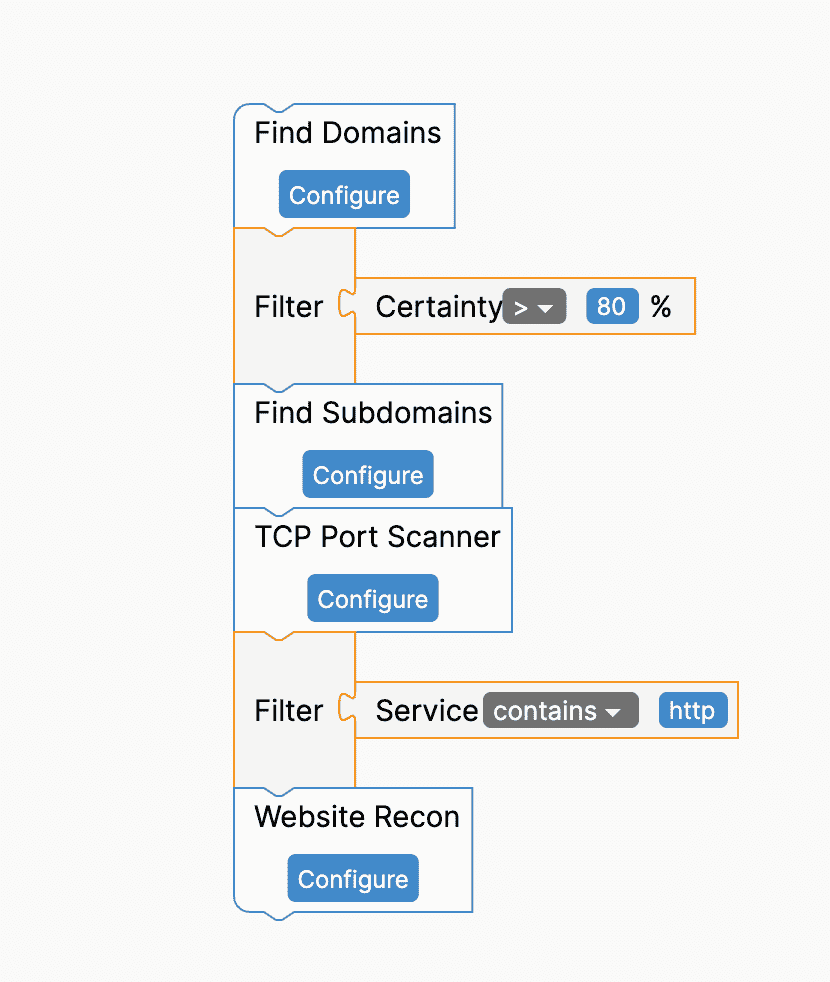 Find Domains
Configure
Filter Certainty > 80 %
Find Subdomains
Configure
TCP Port Scanner
Configure
Filter Service contains http
Website Recon
Configure